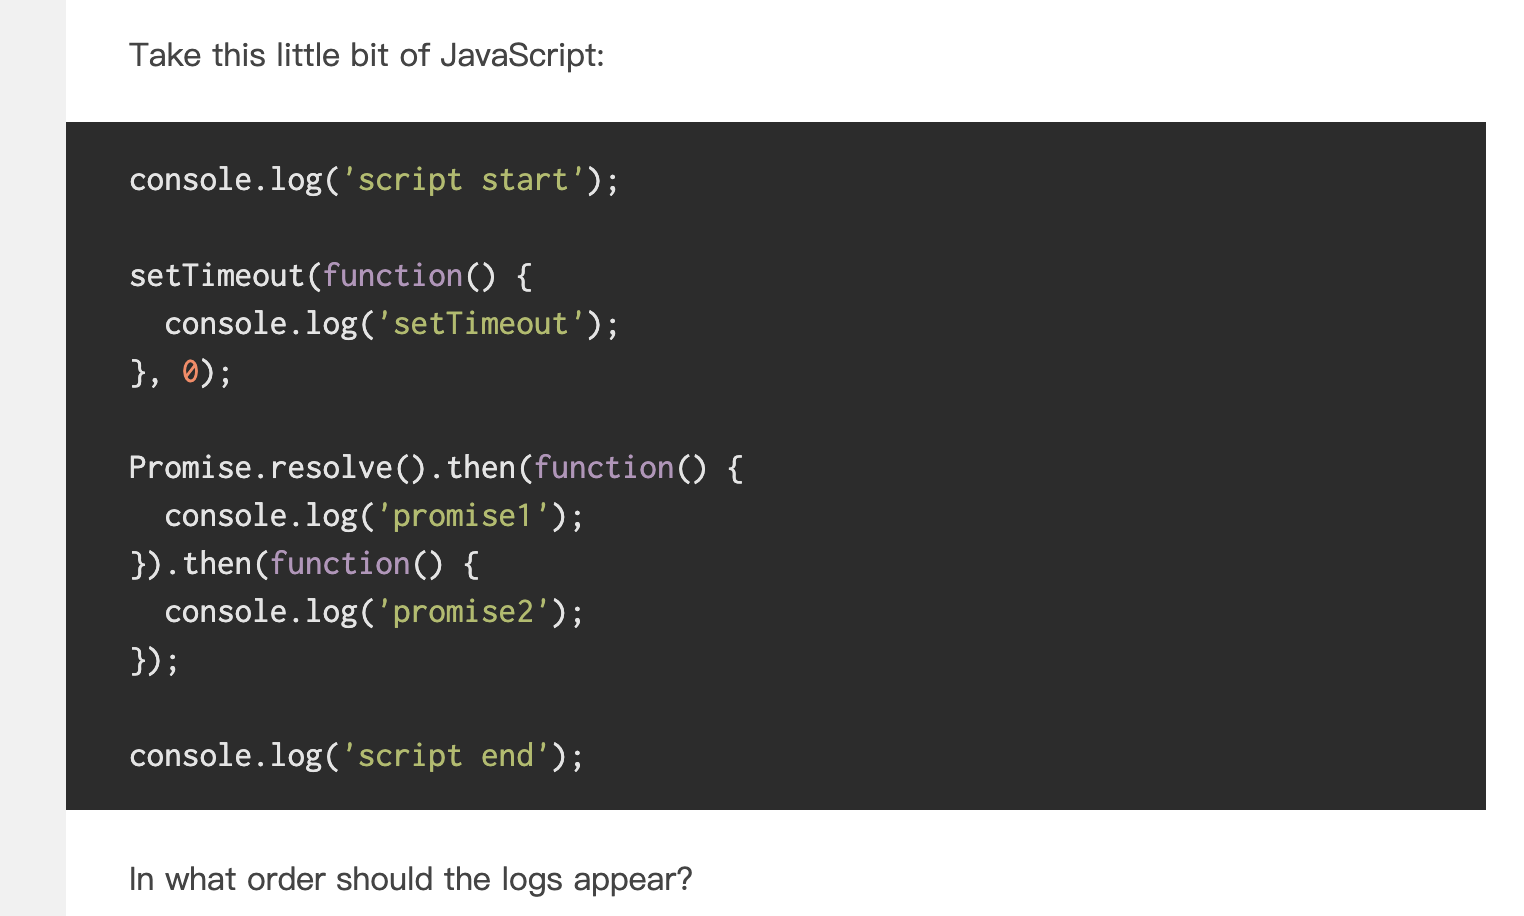 Take this little bit of JavaScript:
console.log('script start');
setTimeout(function() {
  console.log('setTimeout');
}, 0);
Promise.resolve().then(function() {
  console.log('promise1');
}).then(function() {
  console.log('promise2');
});
console.log('script end');
In what order should the logs appear?